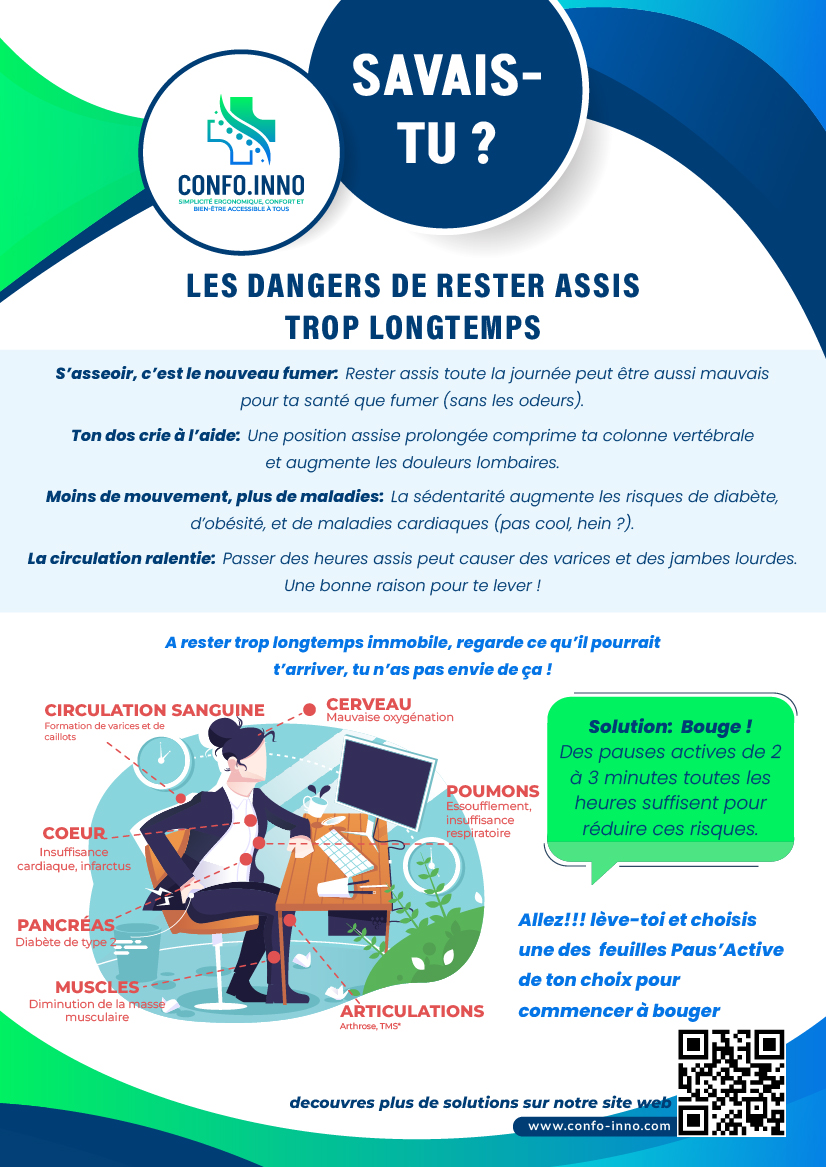 SAVAIS-
TU ?
CONFO.INNO
SIMPLICITÉ ERGONOMIQUE, CONFORT ET
BIEN-ÊTRE ACCESSIBLE À TOUS
LES DANGERS DE RESTER ASSIS
TROP LONGTEMPS
S'asseoir, c'est le nouveau fumer: Rester assis toute la journée peut être aussi mauvais
pour ta santé que fumer (sans les odeurs).
Ton dos crie à l'aide: Une position assise prolongée comprime ta colonne vertébrale
et augmente les douleurs lombaires.
Moins de mouvement, plus de maladies: La sédentarité augmente les risques de diabète,
d'obésité, et de maladies cardiaques (pas cool, hein ?).
La circulation ralentie: Passer des heures assis peut causer des varices et des jambes lourdes.
Une bonne raison pour te lever !
A rester trop longtemps immobile, regarde ce qu'il pourrait
t'arriver, tu n'as pas envie de ça !
CIRCULATION SANGUINE
Formation de varices et de
caillots
CERVEAU
Mauvaise oxygénation
POUMONS
Essoufflement,
insuffisance
respiratoire
COEUR
Insuffisance
cardiaque, infarctus
PANCRÉAS
Diabète de type 2
MUSCLES
Diminution de la masse
musculaire
ARTICULATIONS
Arthrose, TMS*
Solution: Bouge !
Des pauses actives de 2
à 3 minutes toutes les
heures suffisent pour
réduire ces risques.
Allez!!! lève-toi et choisis
une des feuilles Paus'Active
de ton choix pour
commencer à bouger
decouvres plus de solutions sur notre site web
www.confo-inno.com